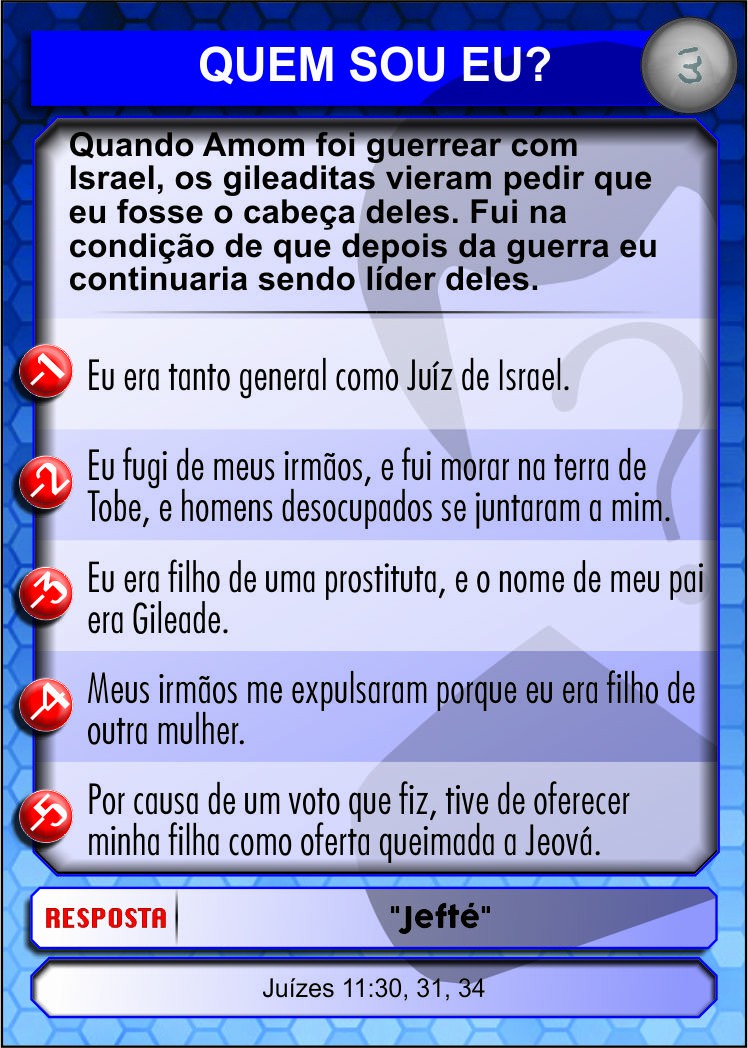 QUEM SOU EU?
3
Quando Amom foi guerrear com
Israel, os gileaditas vieram pedir que
eu fosse o cabeça deles. Fui na
condição de que depois da guerra eu
continuaria sendo líder deles.
1
Eu era tanto general como Juíz de Israel.
2
Eu fugi de meus irmãos, e fui morar na terra de
Tobe, e homens desocupados se juntaram a mim.
3
Eu era filho de uma prostituta, e o nome de meu pai
era Gileade.
4
Meus irmãos me expulsaram porque eu era filho de
outra mulher.
5
Por causa de um voto que fiz, tive de oferecer
minha filha como oferta queimada a Jeová.
RESPOSTA "Jefté"
Juízes 11:30, 31, 34